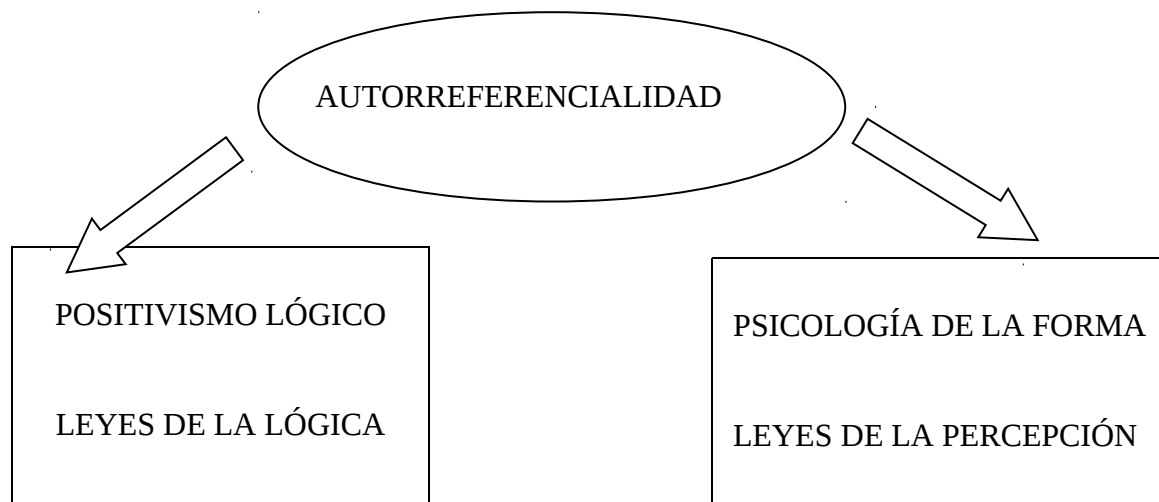 AUTORREFERENCIALIDAD
POSITIVISMO LÓGICO
LEYES DE LA LÓGICA
PSICOLOGÍA DE LA FORMA
LEYES DE LA PERCEPCIÓN